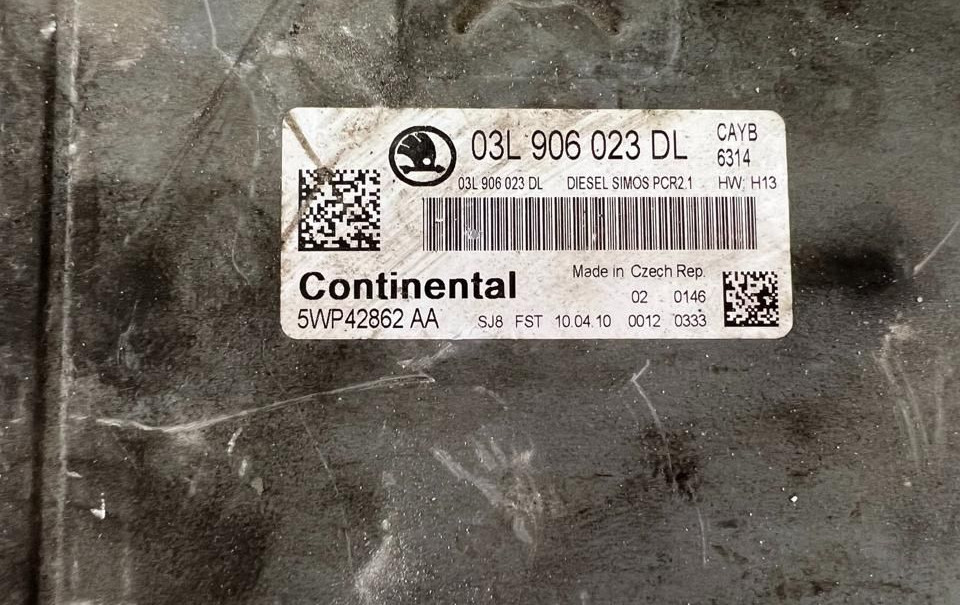 03L 906 023 DL CAYB
6314
03L 906 023 DL DIESEL SIMOS PCR2.1 HW: H13
Continental Made in Czech Rep.
02 0146
5WP42862 AA SJ8 FST 10.04.10 0012 0333